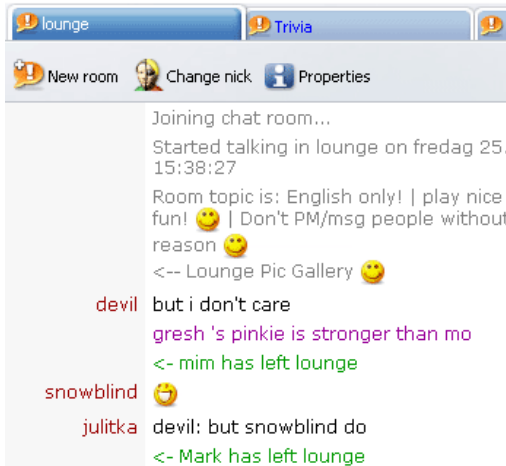 lounge
Trivia
New room
Change nick
Properties
Joining chat room...
Started talking in lounge on fredag 25.
15:38:27
Room topic is: English only! | play nice
fun! | Don't PM/msg people without
reason
<-- Lounge Pic Gallery
devil but i don't care
gresh 's pinkie is stronger than mo
<- mim has left lounge
snowblind
julitka devil: but snowblind do
<- Mark has left lounge